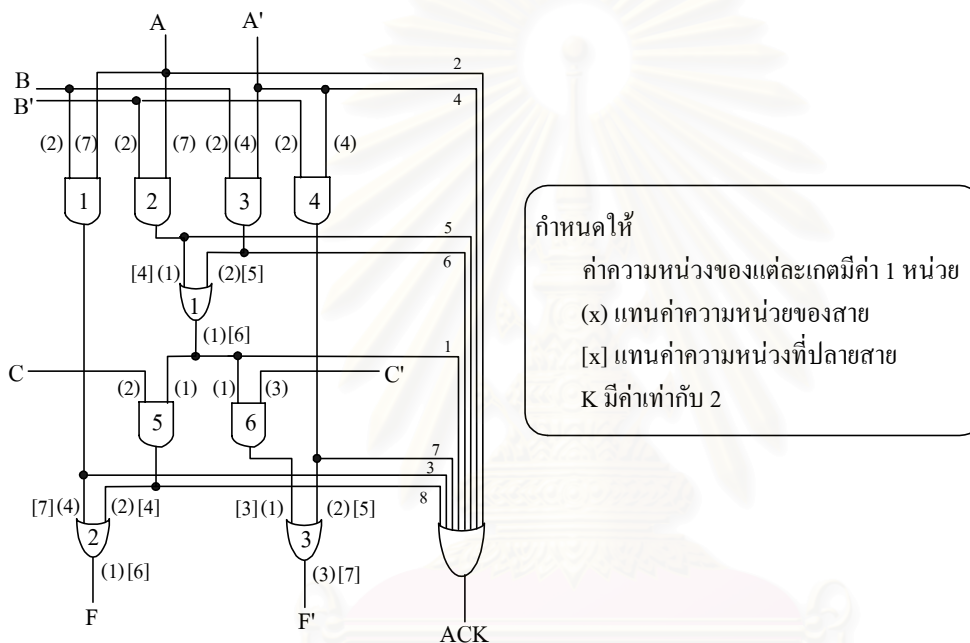 A A'
2
B
4
B'
(2) (7) (2) (7) (2) (4) (2) (4)
1 2 3 4
5
6
[4] (1) (2)[5]
1
(1)[6]
1
C C'
(2) (1) (1) (3)
5 6
7
3
8
[7](4) (2)[4] [3](1) (2)[5]
2 3
(1)[6] (3)[7]
F F' ACK
กำหนดให้
ค่าความหน่วงของแต่ละเกตมีค่า 1 หน่วย
(x) แทนค่าความหน่วยของสาย
[x] แทนค่าความหน่วงที่ปลายสาย
K มีค่าเท่ากับ 2